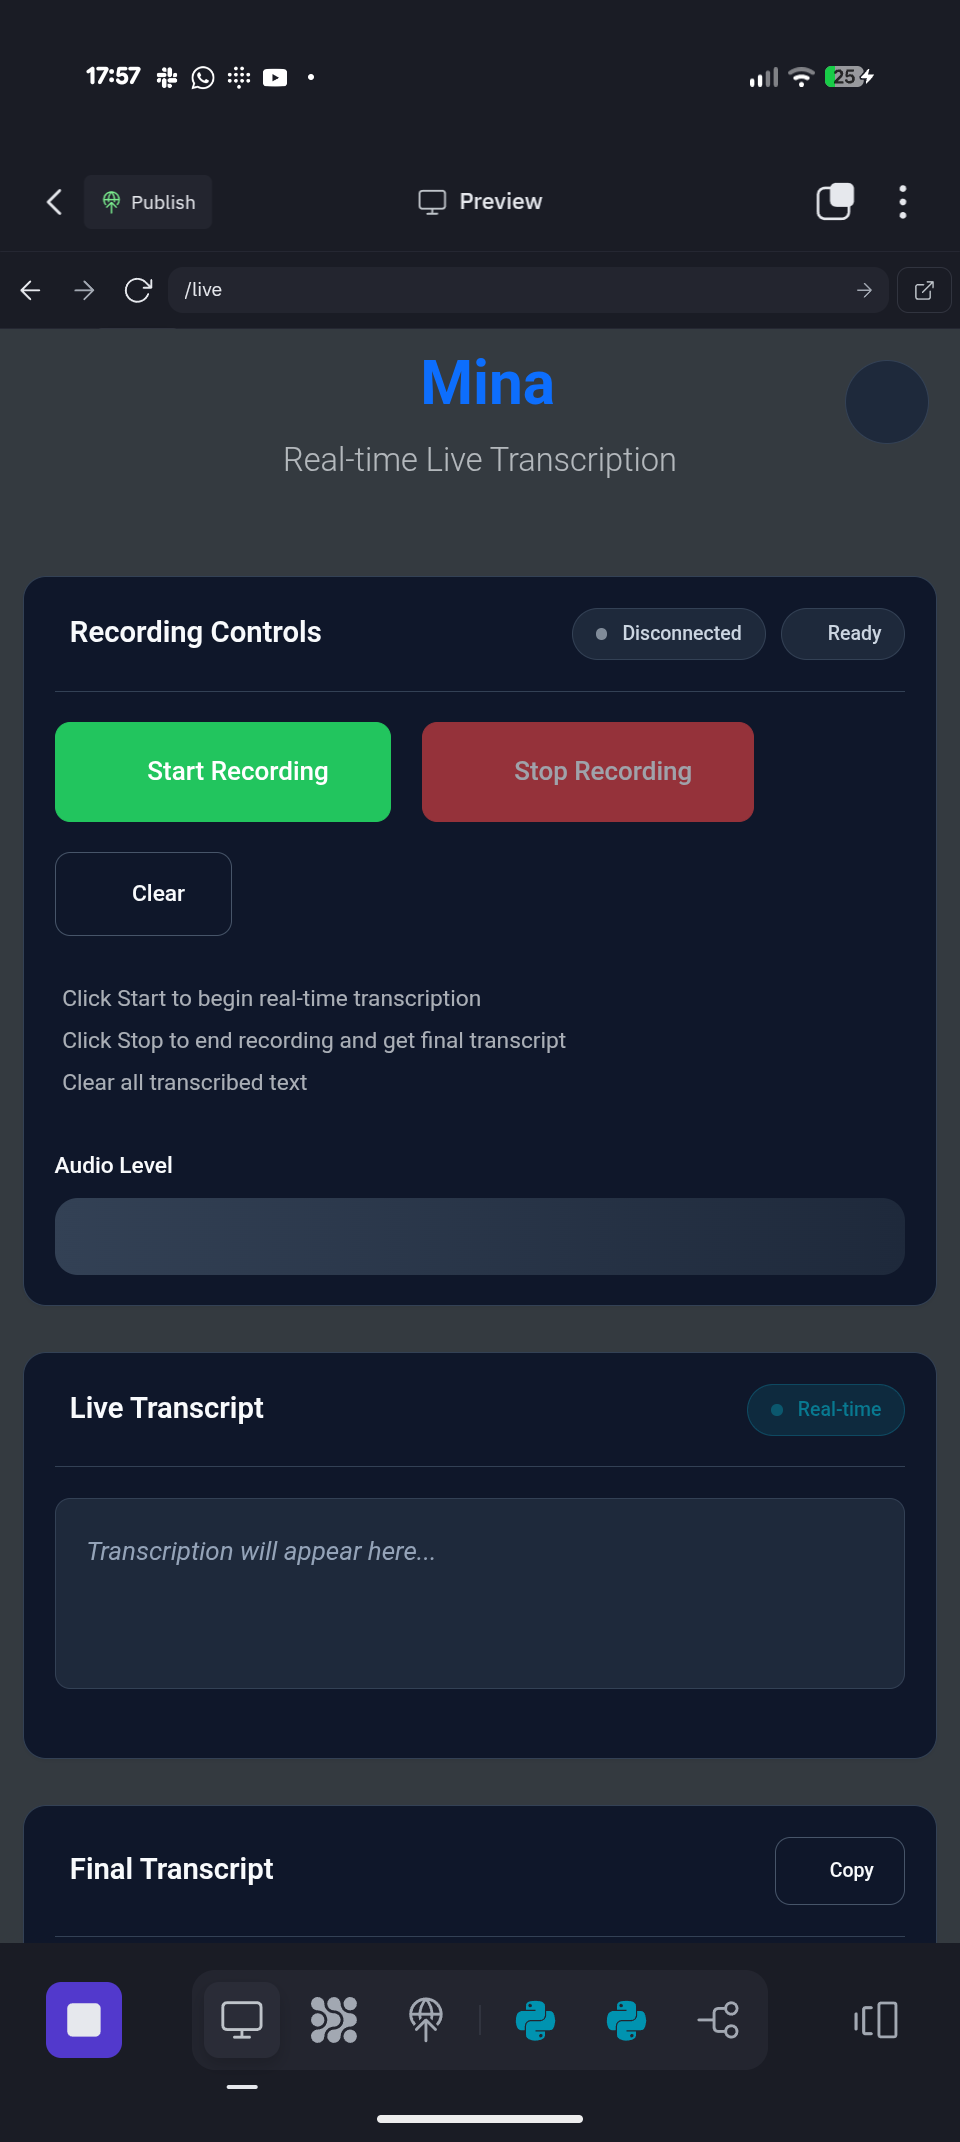 17:57
25
Publish
Preview
/live
Mina
Real-time Live Transcription
Recording Controls
Disconnected
Ready
Start Recording
Stop Recording
Clear
Click Start to begin real-time transcription
Click Stop to end recording and get final transcript
Clear all transcribed text
Audio Level
Live Transcript
Real-time
Transcription will appear here...
Final Transcript
Copy